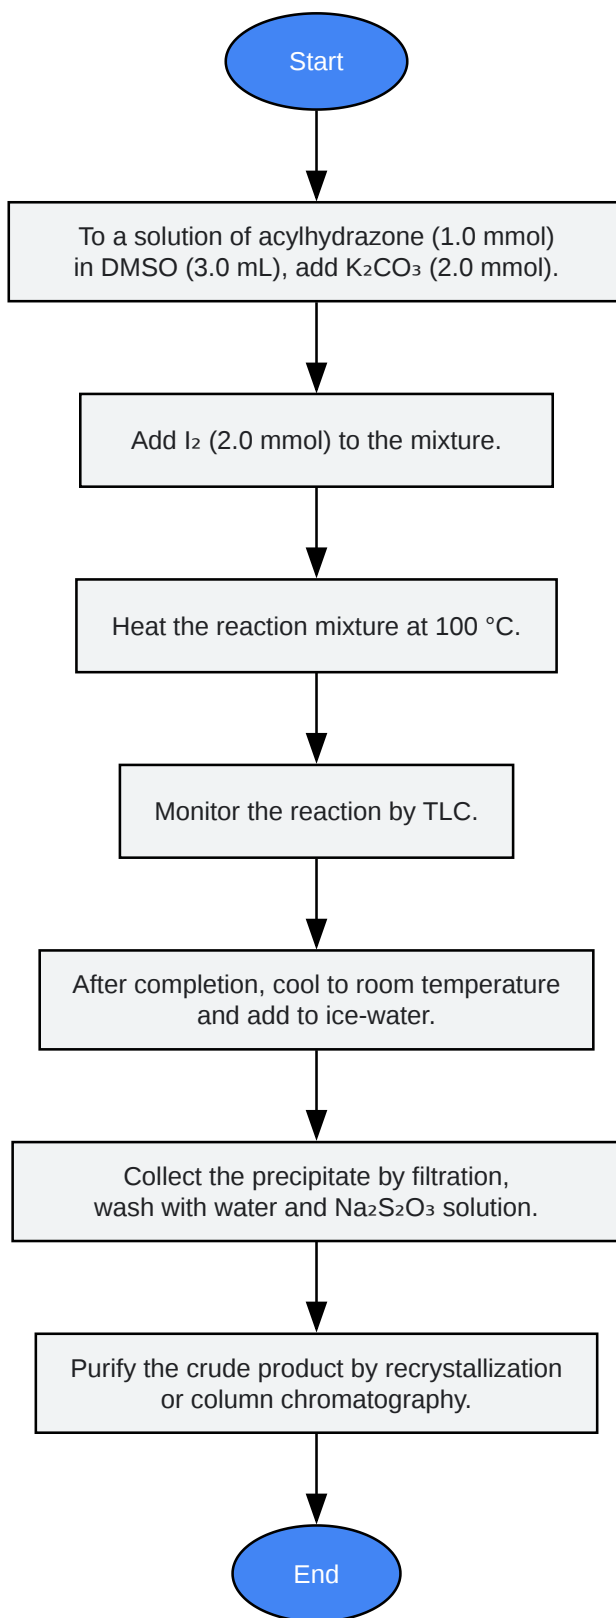 Start
To a solution of acylhydrazone (1.0 mmol)
in DMSO (3.0 mL), add K₂CO₃ (2.0 mmol).
Add I₂ (2.0 mmol) to the mixture.
Heat the reaction mixture at 100 °C.
Monitor the reaction by TLC.
After completion, cool to room temperature
and add to ice-water.
Collect the precipitate by filtration,
wash with water and Na₂S₂O₃ solution.
Purify the crude product by recrystallization
or column chromatography.
End